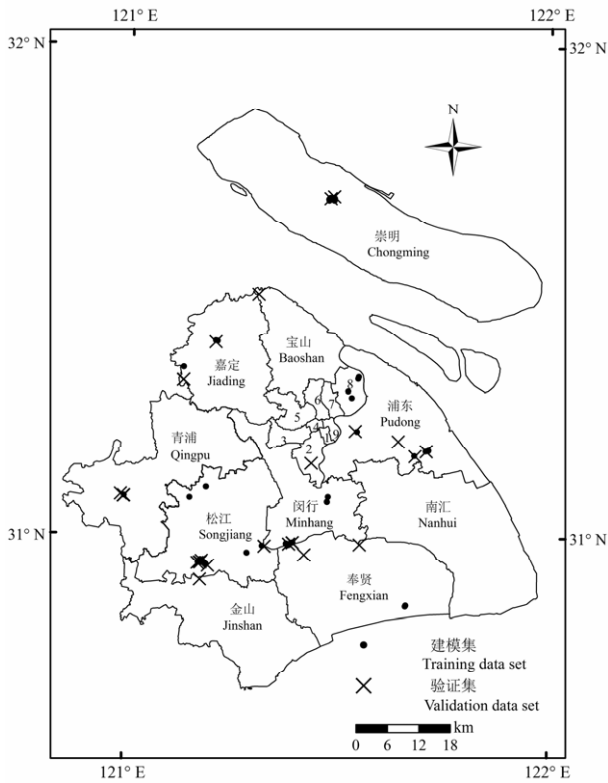 121° E
122° E
32° N
32° N
N
崇明
Chongming
宝山
Baoshan
嘉定
Jiading
8
6
7
浦东
Pudong
5
4
19
3
2
青浦
Qingpu
闵行
Minhang
南汇
Nanhui
松江
Songjiang
31° N
31° N
奉贤
Fengxian
金山
Jinshan
建模集
Training data set
验证集
Validation data set
km
0 6 12 18
121° E
122° E